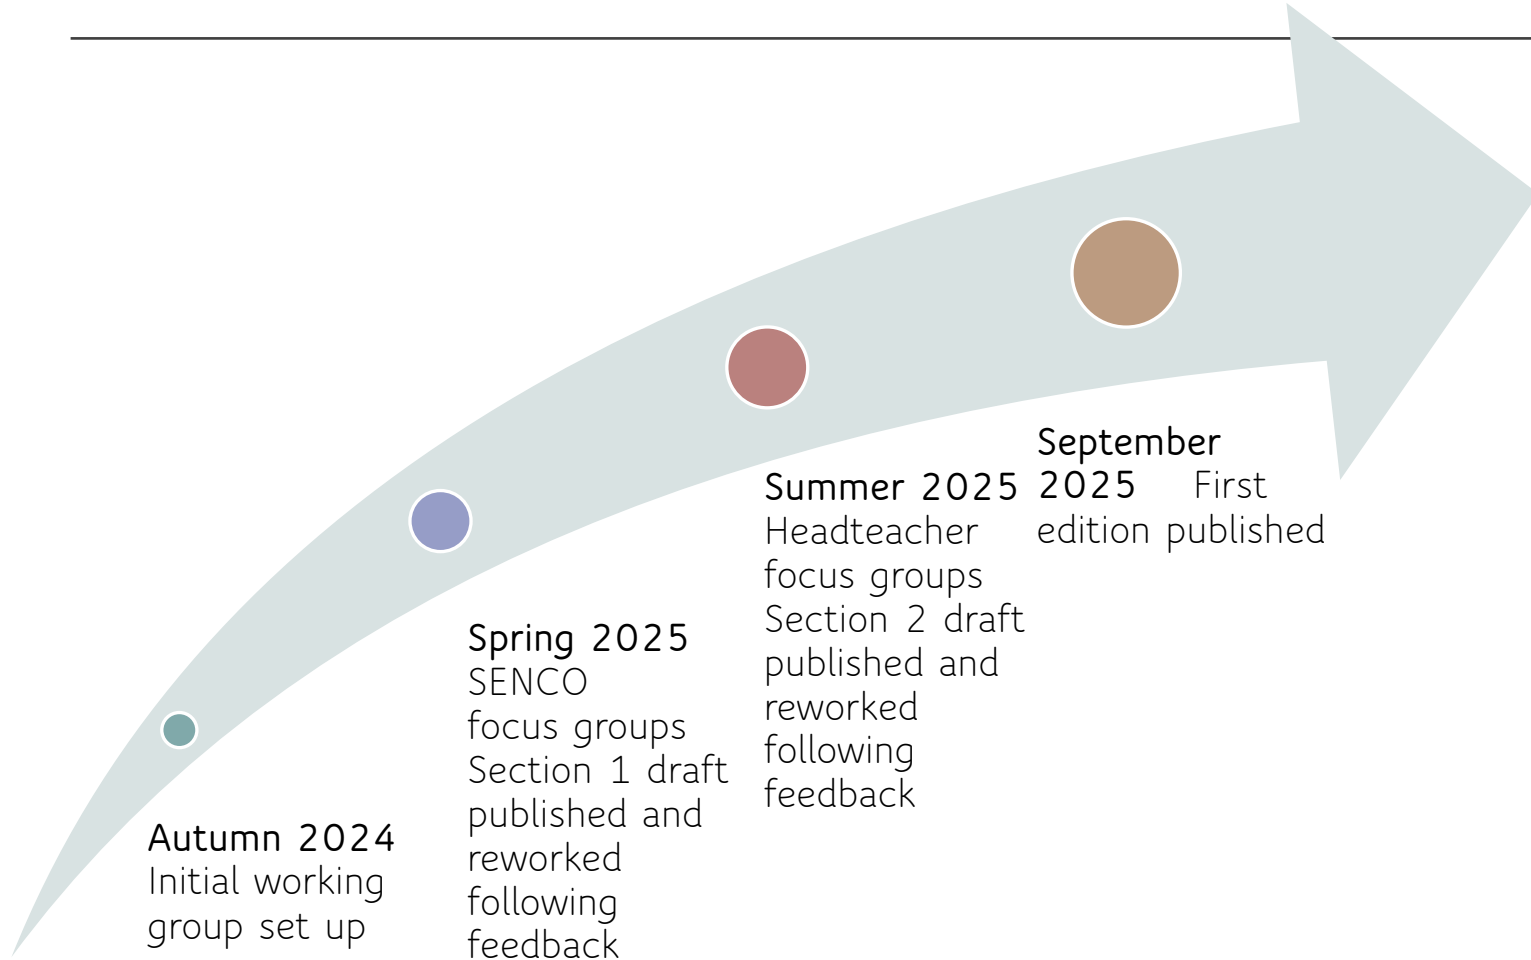 Autumn 2024
Initial working
group set up
Spring 2025
SENCO
focus groups
Section 1 draft
published and
reworked
following
feedback
Summer 2025
Headteacher
focus groups
Section 2 draft
published and
reworked
following
feedback
September
2025 First
edition published